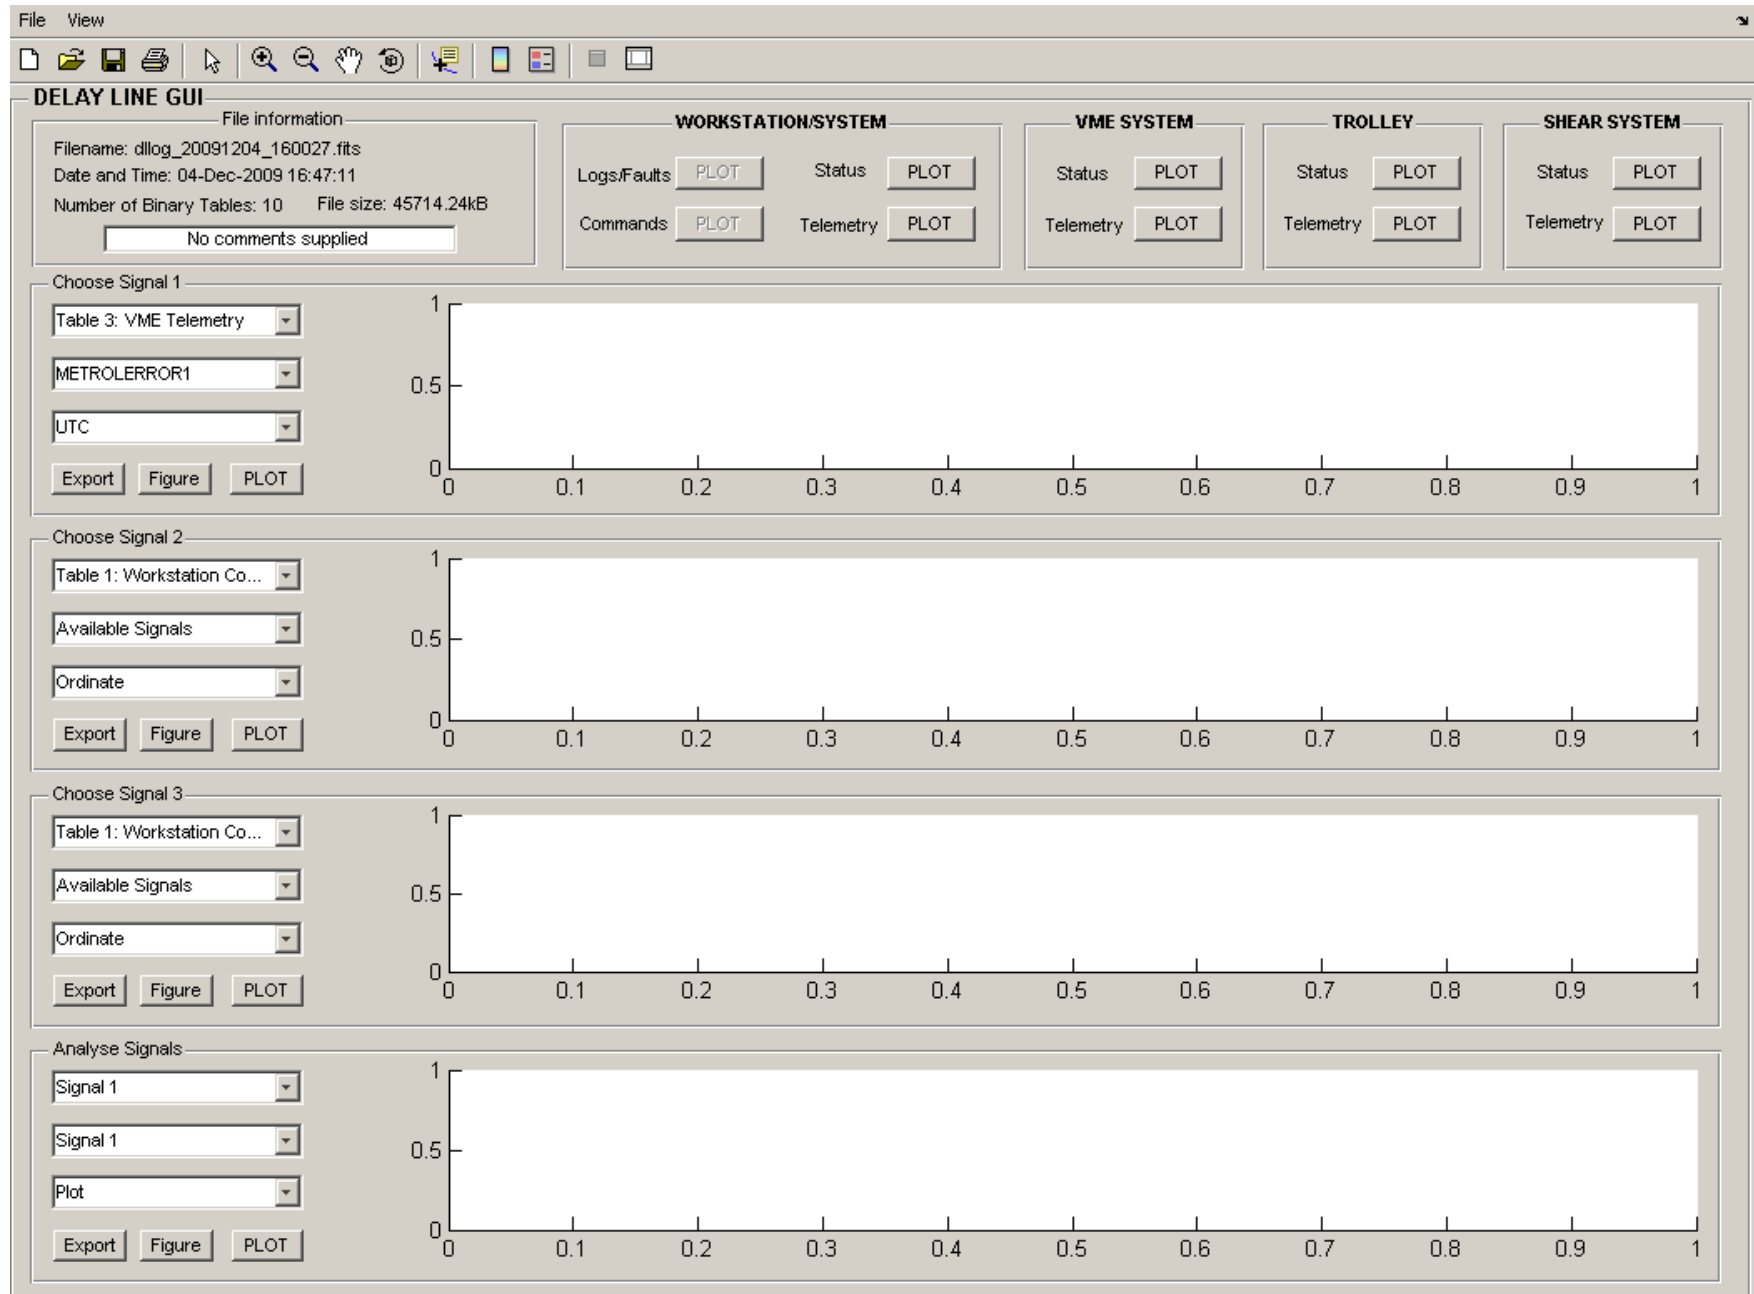 File View
DELAY LINE GUI
File information
Filename: dllog_20091204_160027.fits
Date and Time: 04-Dec-2009 16:47:11
Number of Binary Tables: 10 File size: 45714.24kB
No comments supplied
WORKSTATION/SYSTEM
Logs/Faults PLOT Status PLOT
Commands PLOT Telemetry PLOT
VME SYSTEM
Status PLOT
Telemetry PLOT
TROLLEY
Status PLOT
Telemetry PLOT
SHEAR SYSTEM
Status PLOT
Telemetry PLOT
Choose Signal 1
Table 3: VME Telemetry
METROLERROR1
UTC
Export Figure PLOT
1
0.5
0
0 0.1 0.2 0.3 0.4 0.5 0.6 0.7 0.8 0.9 1
Choose Signal 2
Table 1: Workstation Co...
Available Signals
Ordinate
Export Figure PLOT
1
0.5
0
0 0.1 0.2 0.3 0.4 0.5 0.6 0.7 0.8 0.9 1
Choose Signal 3
Table 1: Workstation Co...
Available Signals
Ordinate
Export Figure PLOT
1
0.5
0
0 0.1 0.2 0.3 0.4 0.5 0.6 0.7 0.8 0.9 1
Analyse Signals
Signal 1
Signal 1
Plot
Export Figure PLOT
1
0.5
0
0 0.1 0.2 0.3 0.4 0.5 0.6 0.7 0.8 0.9 1